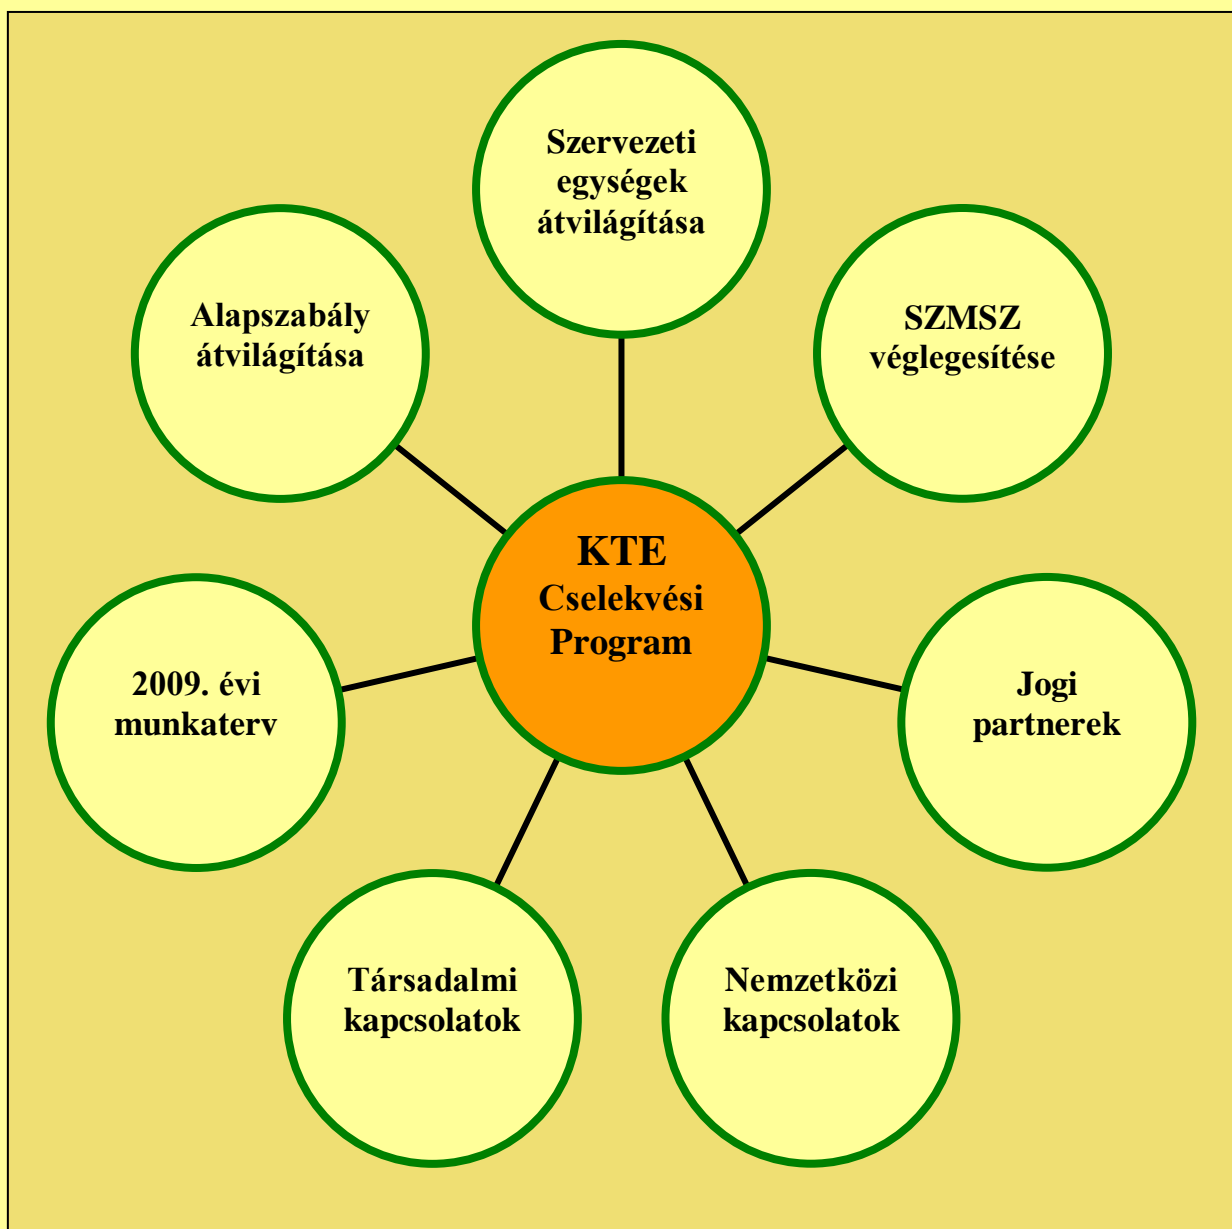 Szervezeti
egységek
átvilágítása
Alapszabály
átvilágítása
SZMSZ
véglegesítése
KTE
Cselekvési
Program
2009. évi
munkaterv
Jogi
partnerek
Társadalmi
kapcsolatok
Nemzetközi
kapcsolatok